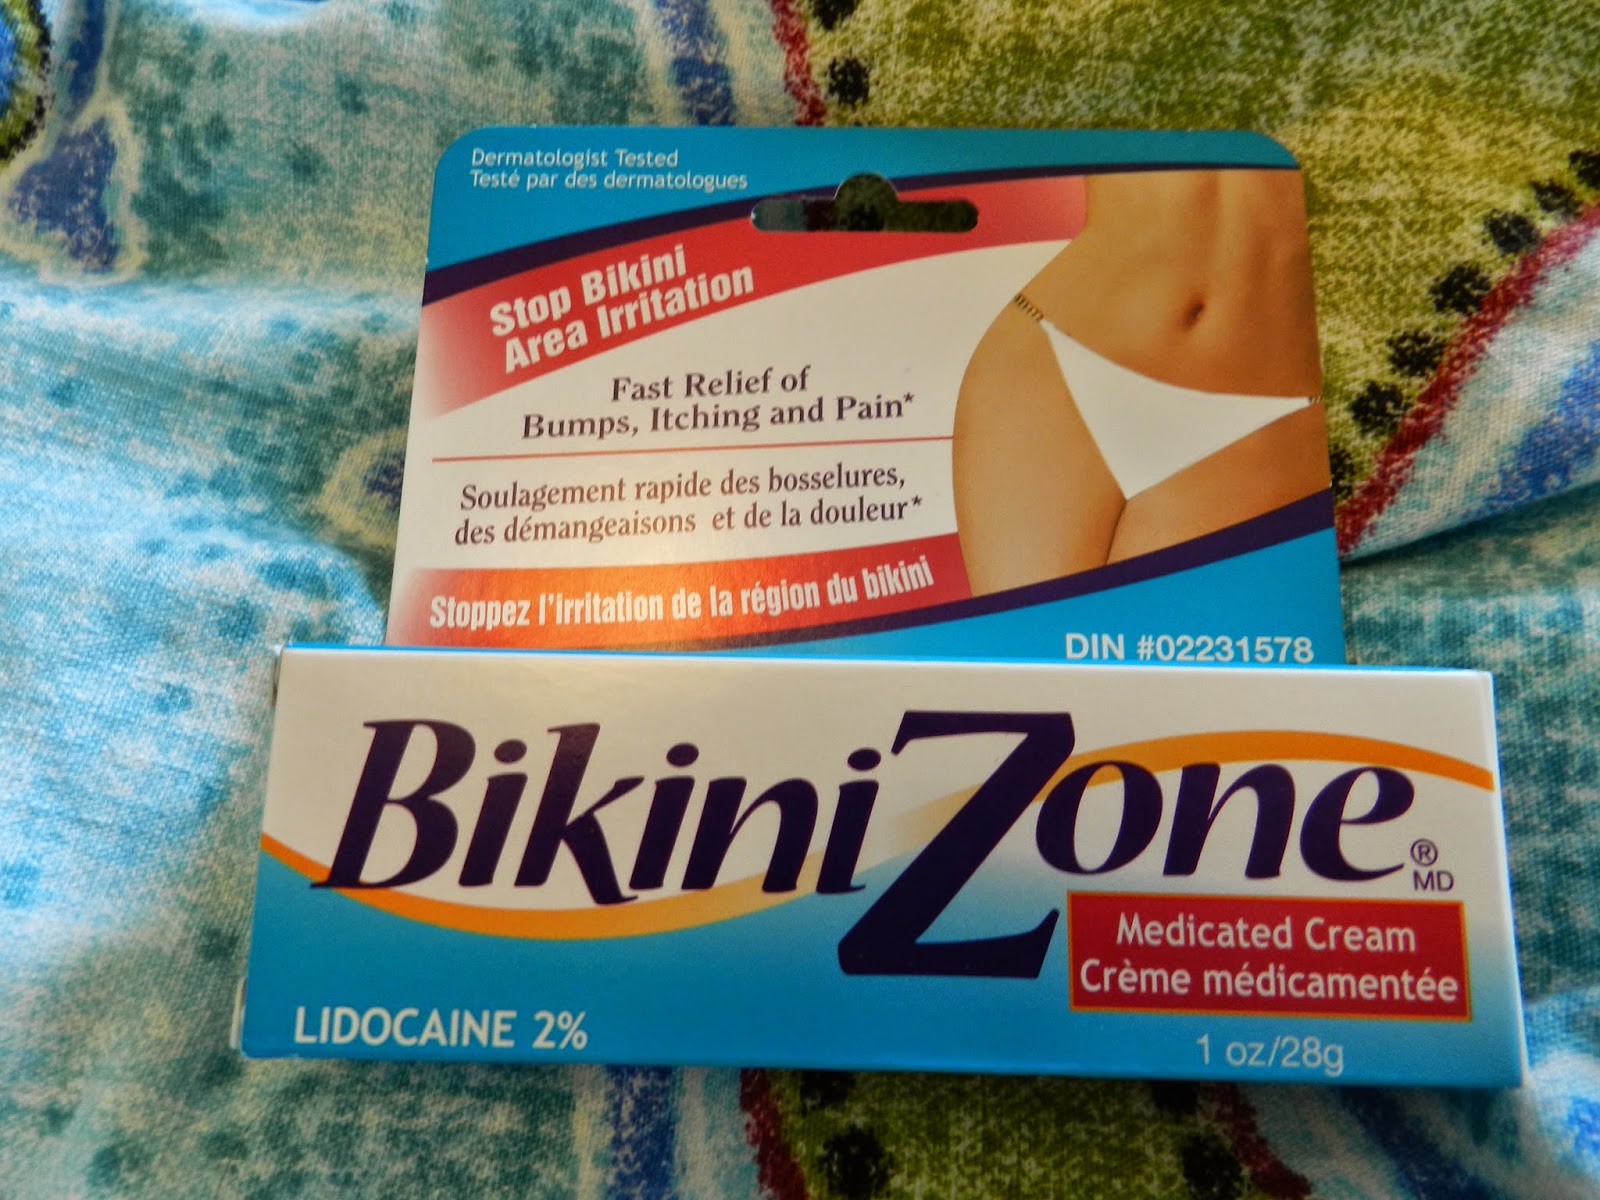 Dermatologist Tested
Testé par des dermatologues
Stop Bikini
Area Irritation
Fast Relief of
Bumps, Itching and Pain*
Soulagement rapide des bosselures,
des démangeaisons et de la douleur*
Stoppez l'irritation de la région du bikini
DIN #02231578
BikiniZone®
MD
Medicated Cream
Crème médicamentée
LIDOCAINE 2%
1 oz/28g